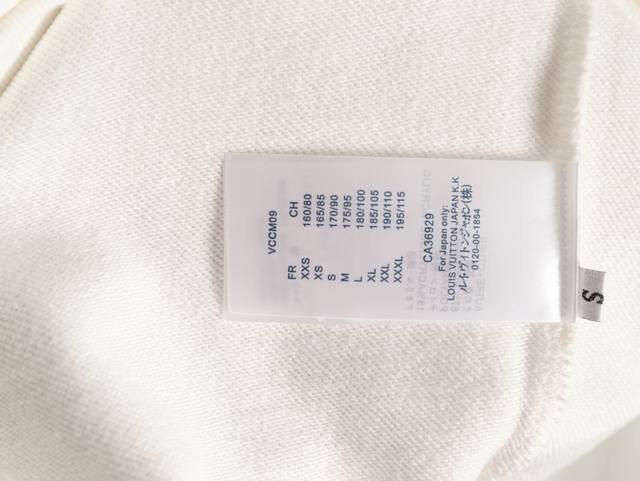 VCCM09
FR CH
XXS 160/80
XS 165/85
S 170/90
M 175/95
L 180/100
XL 185/105
XXL 190/110
XXXL 195/115
CA36929
For Japan only:
LOUIS VUITTON JAPAN K.K
ルイ・ヴィトンジャパン(株)
0120-00-1854
S